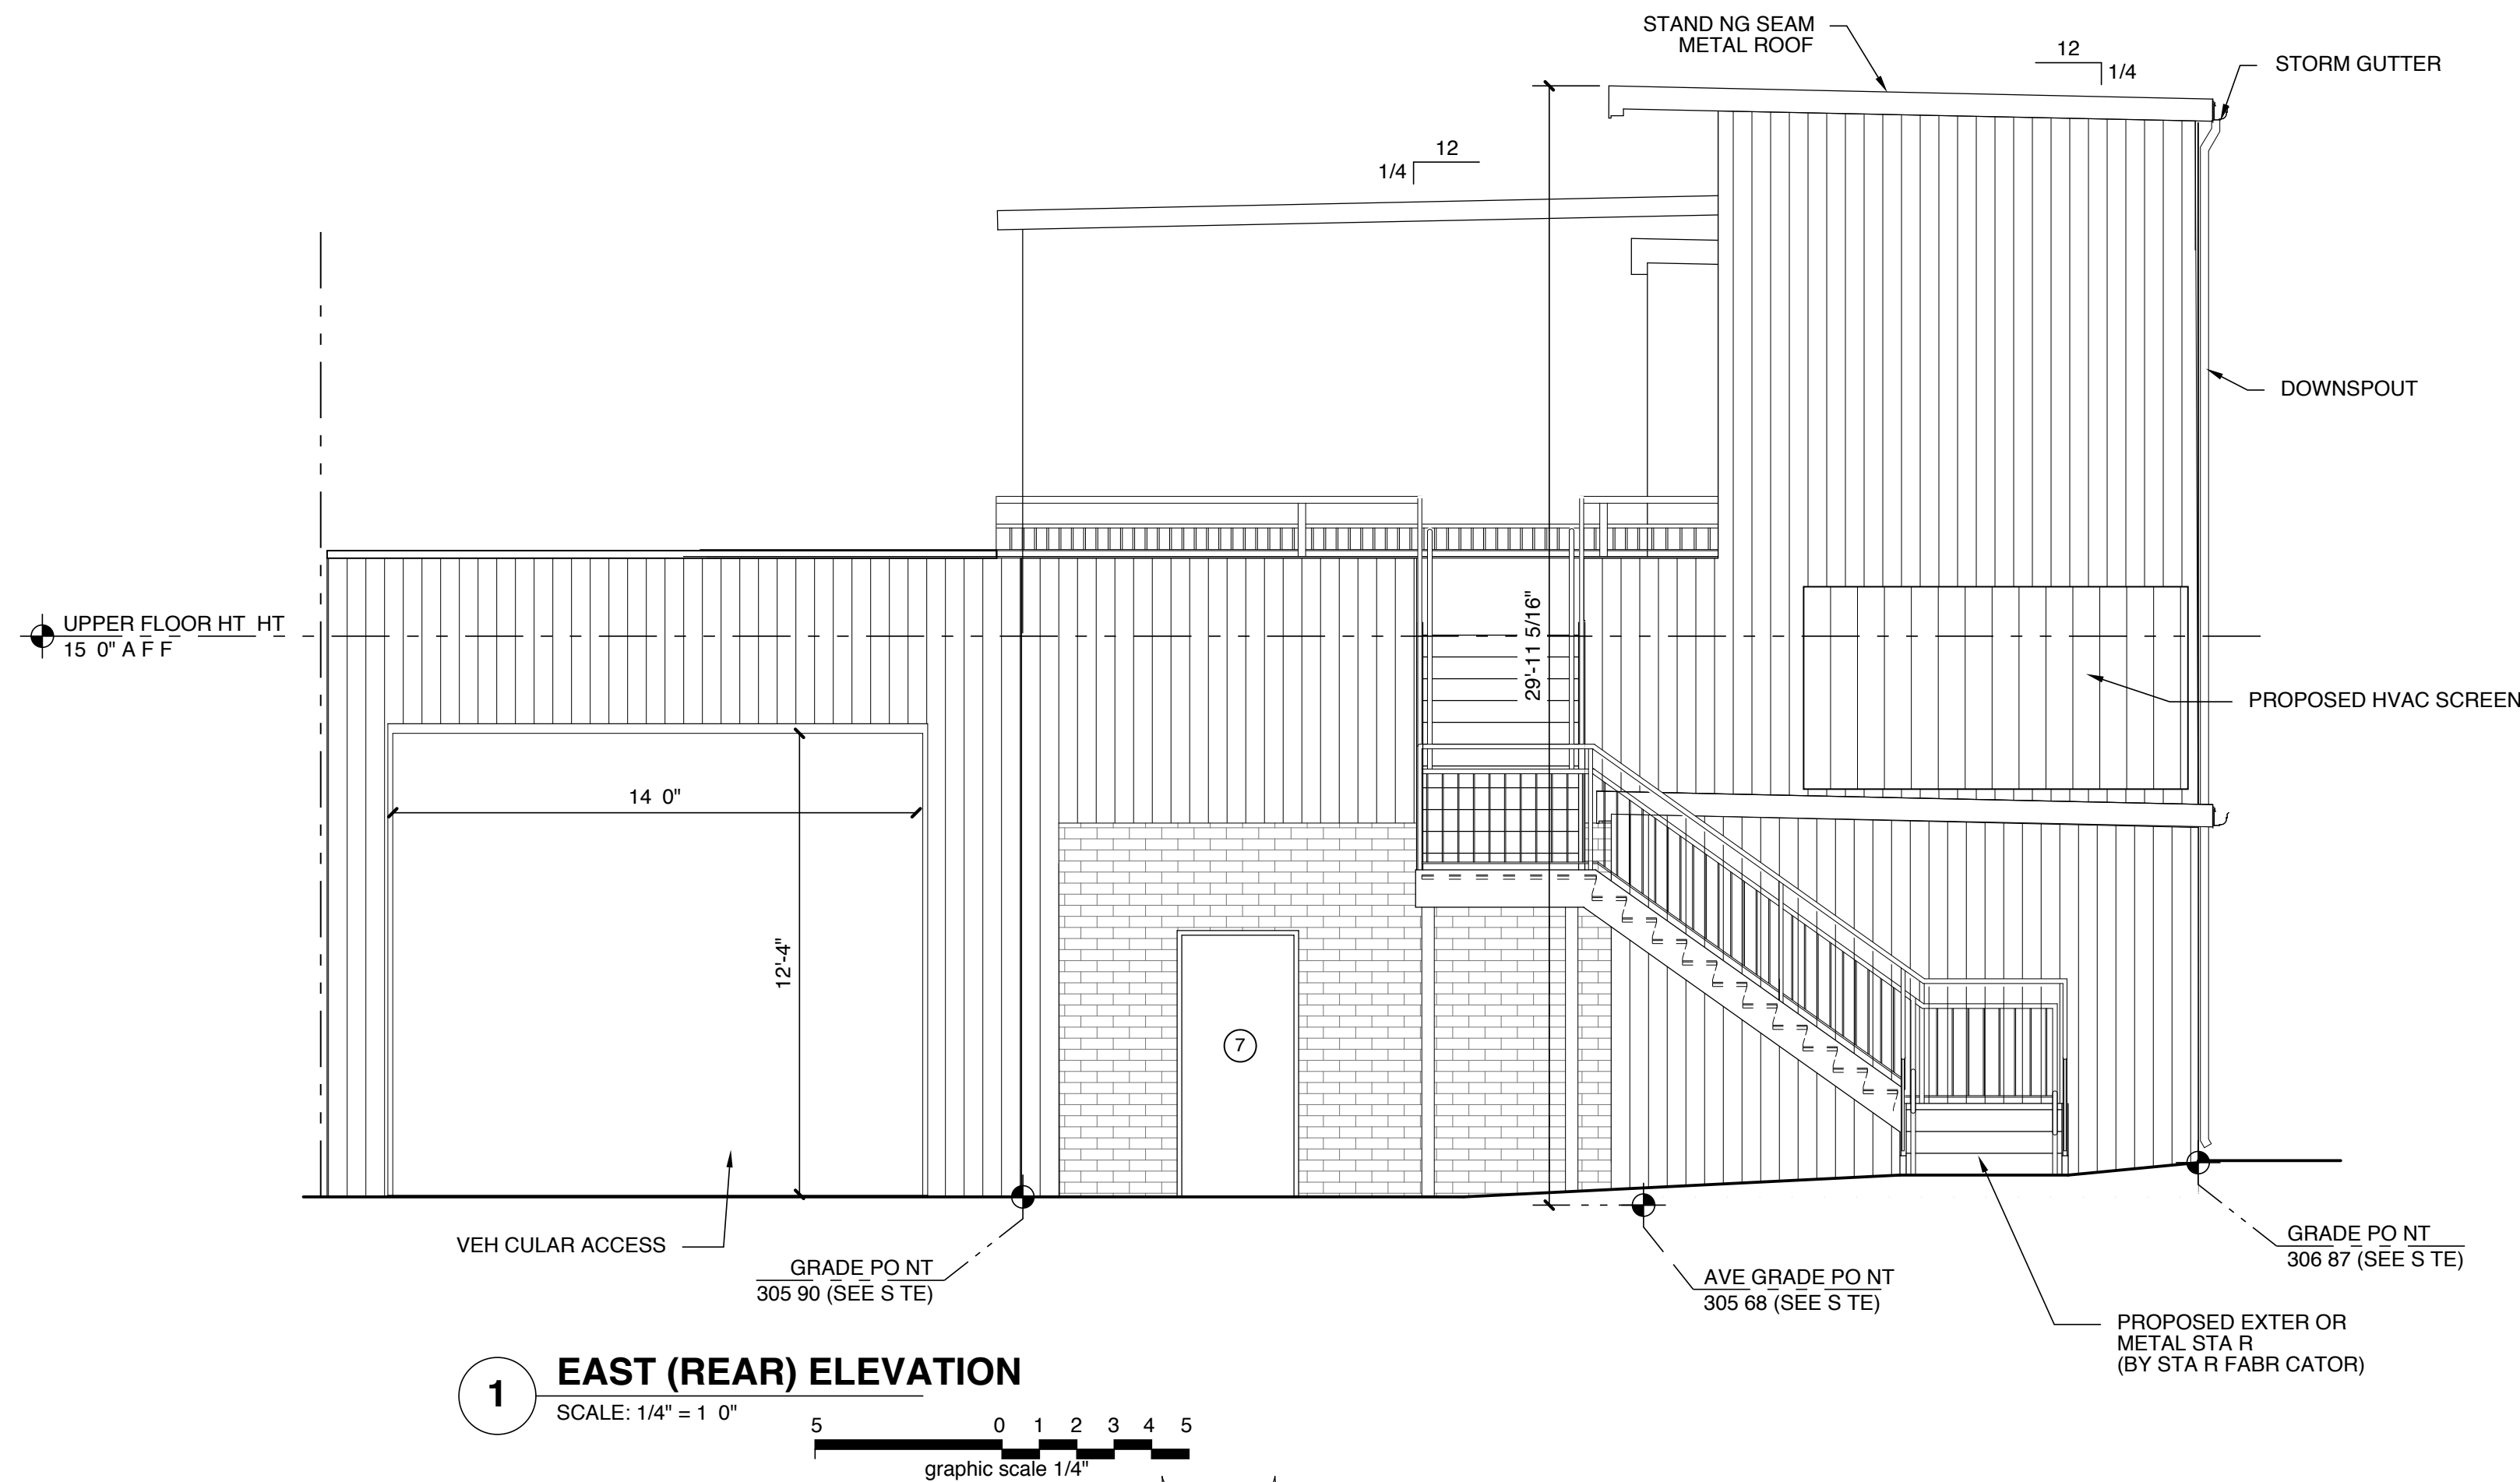 STAND NG SEAM
METAL ROOF
12
1/4
STORM GUTTER
12
1/4
DOWNSPOUT
UPPER FLOOR HT HT
15 0" A F F
29'-11 5/16"
PROPOSED HVAC SCREEN
14 0"
12'-4"
7
VEH CULAR ACCESS
GRADE PO NT
305 90 (SEE S TE)
AVE GRADE PO NT
305 68 (SEE S TE)
GRADE PO NT
306 87 (SEE S TE)
PROPOSED EXTER OR
METAL STA R
(BY STA R FABR CATOR)
1
EAST (REAR) ELEVATION
SCALE: 1/4" = 1 0"
5 0 1 2 3 4 5
graphic scale 1/4"